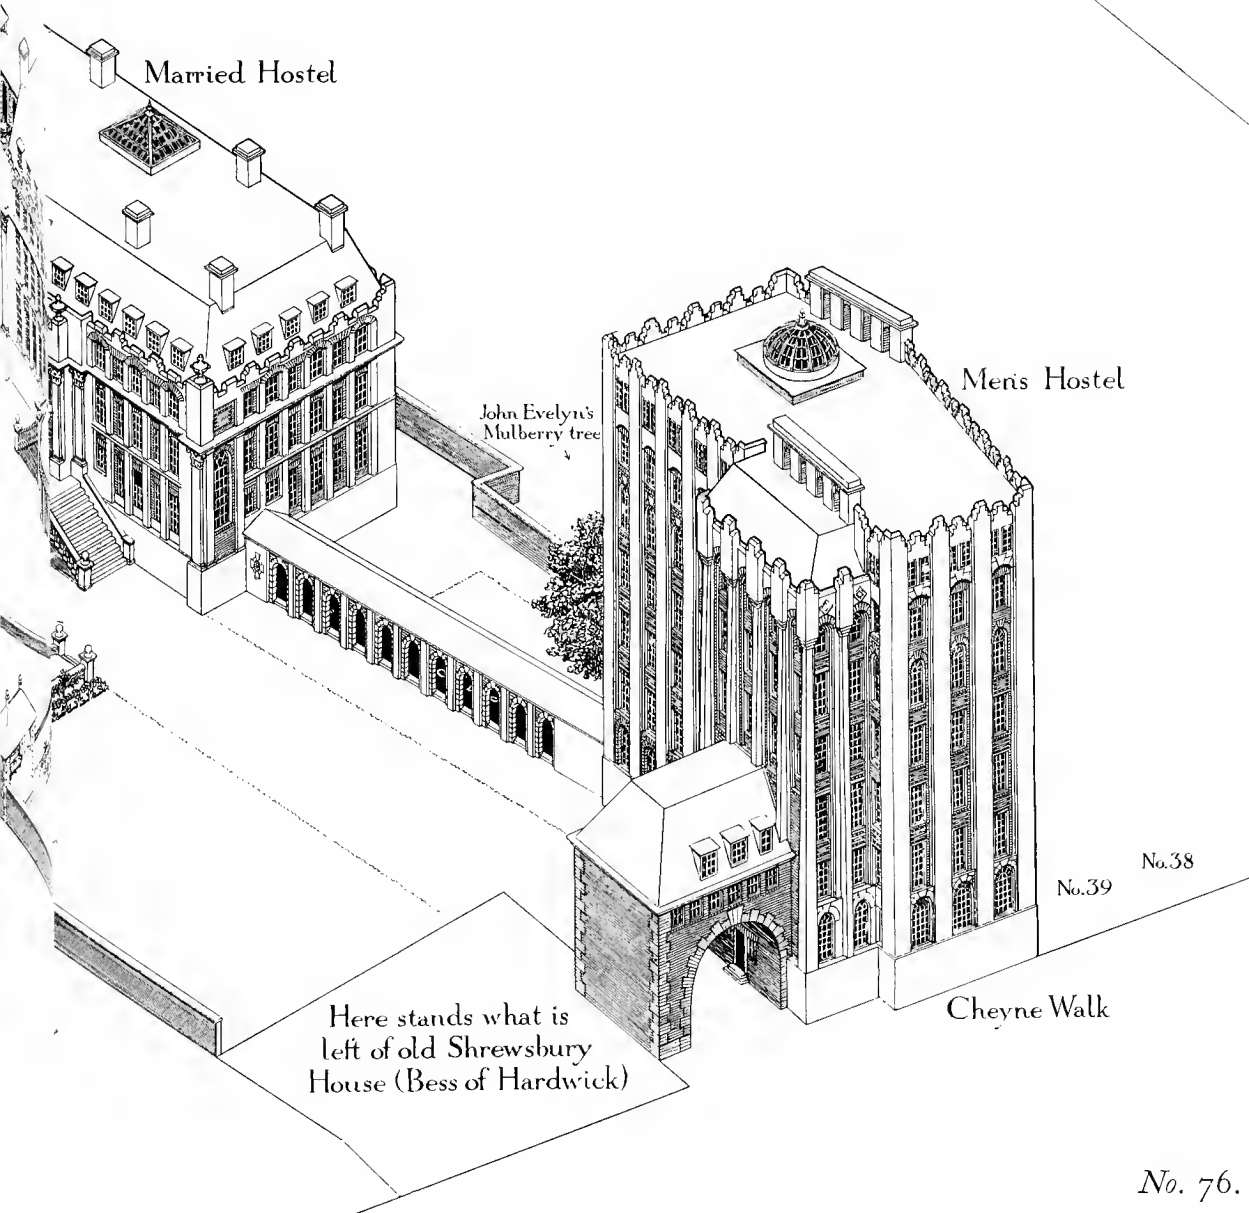 Married Hostel
John Evelyn's
Mulberry tree
Men's Hostel
No.38
No.39
Cheyne Walk
Here stands what is
left of old Shrewsbury
House (Bess of Hardwick)
No. 76.